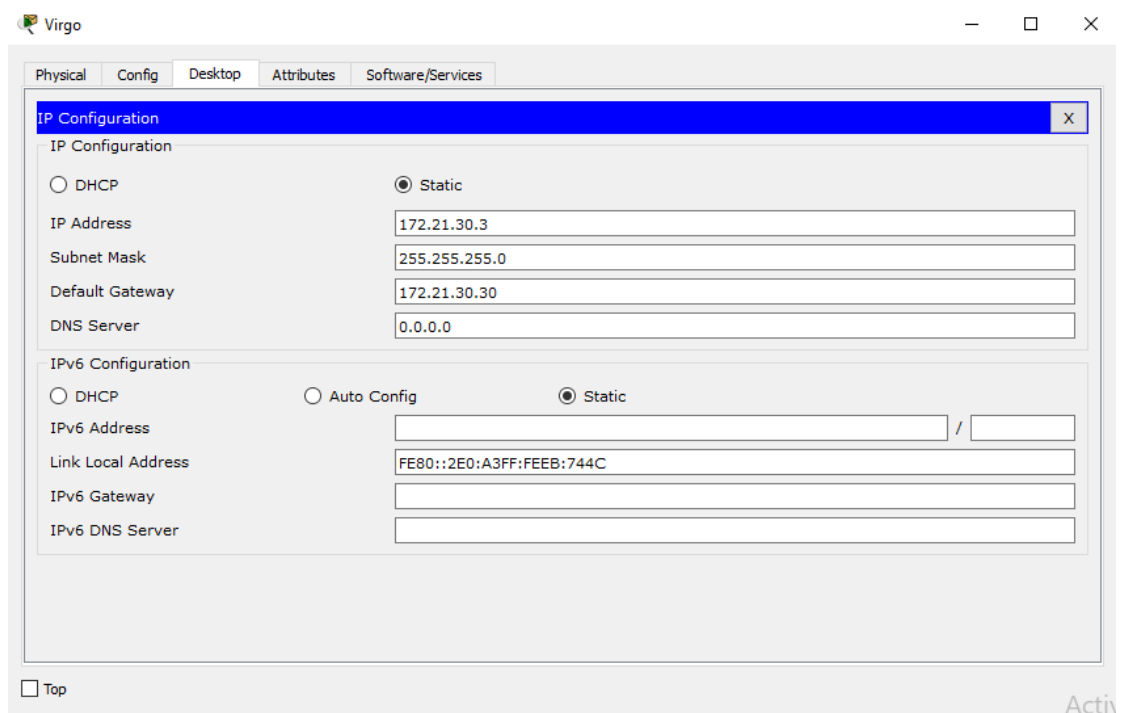 Virgo
Physical Config Desktop Attributes Software/Services
IP Configuration X
IP Configuration
DHCP Static
IP Address 172.21.30.3
Subnet Mask 255.255.255.0
Default Gateway 172.21.30.30
DNS Server 0.0.0.0
IPv6 Configuration
DHCP Auto Config Static
IPv6 Address /
Link Local Address FE80::2E0:A3FF:FEEB:744C
IPv6 Gateway
IPv6 DNS Server
Top
Activ